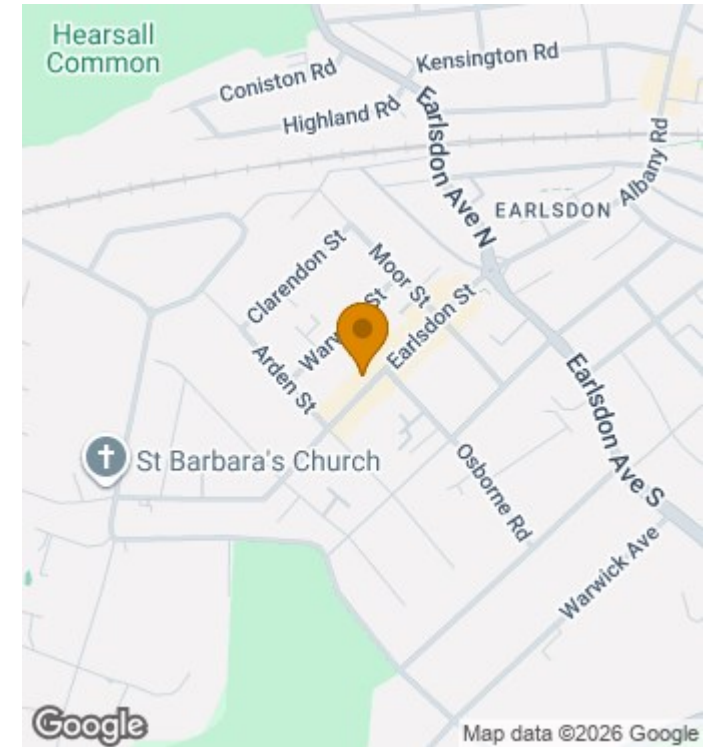 Hearsall
Common
Coniston Rd
Kensington Rd
Highland Rd
Earlsdon Ave N
Albany Rd
EARLSDON
Clarendon St
Moor St
Earlsdon St
Arden St
St Barbara's Church
Osborne Rd
Earlsdon Ave S
Warwick Ave
Google
Map data ©2026 Google